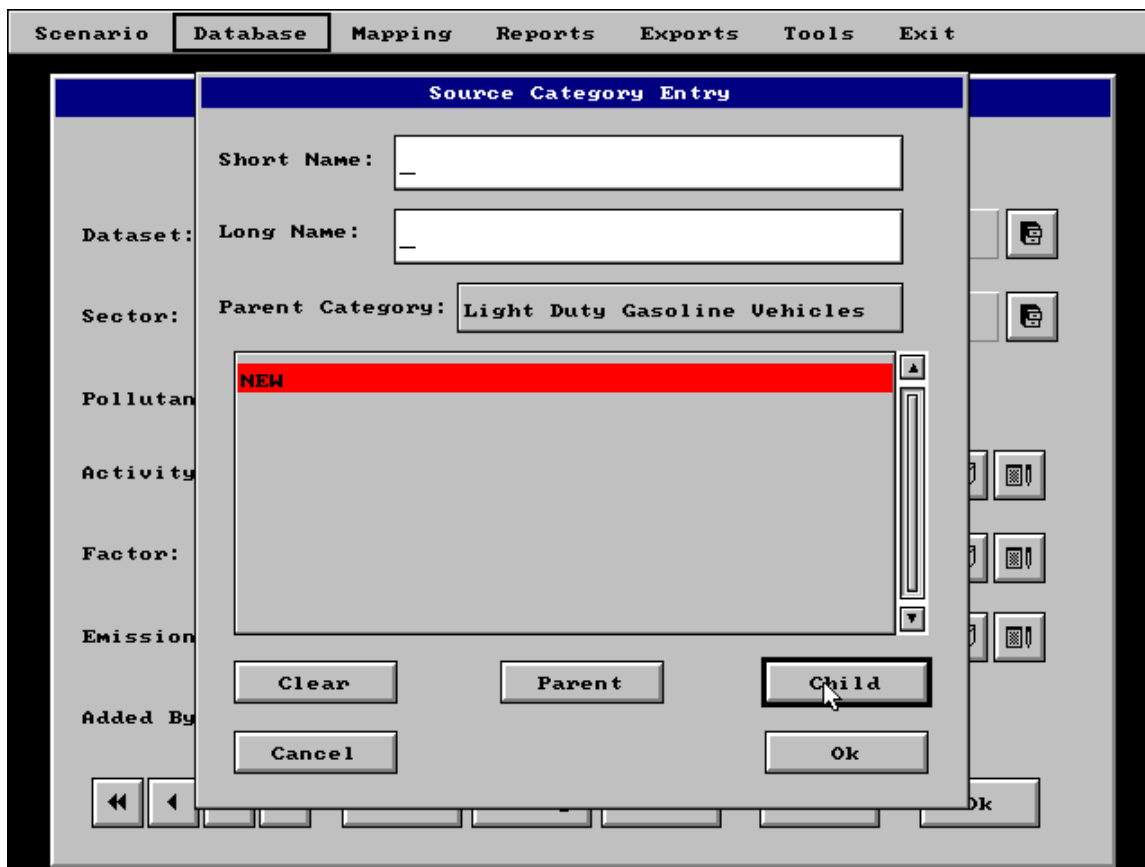 Scenario Database Mapping Reports Exports Tools Exit
Source Category Entry
Short Name:
Long Name:
Dataset:
Parent Category: Light Duty Gasoline Vehicles
Sector:
NEW
Pollutan
Activity
Factor:
Emission
Clear Parent Child
Added By
Cancel Ok
Ok